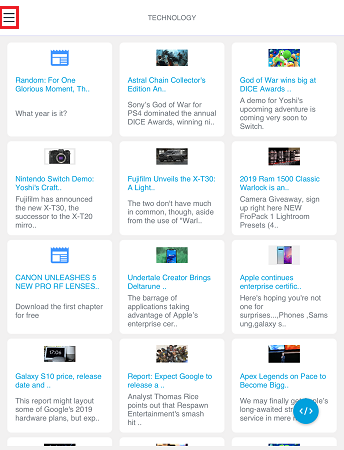 TECHNOLOGY
Random: For One
Glorious Moment, Th..
What year is it?
Astral Chain Collector's
Edition An..
Sony's God of War for
PS4 dominated the annual
DICE Awards, winning ni..
God of War wins big at
DICE Awards ..
A demo for Yoshi's
upcoming adventure is
coming very soon to
Switch.
Nintendo Switch Demo:
Yoshi's Craft..
Fujifilm has announced
the new X-T30, the
successor to the X-T20
mirro..
Fujifilm Unveils the X-T30:
A Light..
The two don't have much
in common, though, aside
from the use of "Warl..
2019 Ram 1500 Classic
Warlock is an..
Camera Giveaway, sign
up right here NEW
FroPack 1 Lightroom
Presets (4..
CANON UNLEASHES 5
NEW PRO RF LENSES..
Download the first chapter
for free
Undertale Creator Brings
Deltarune ..
The barrage of
applications taking
advantage of Apple's
enterprise cer..
Apple continues
enterprise certific..
Here's hoping you're not
one for
surprises...,Phones ,Sams
ung,galaxy s..
17:06
Galaxy S10 price, release
date and ..
This report might layout
some of Google's 2019
hardware plans, but exp..
Report: Expect Google to
release a ..
Analyst Thomas Rice
points out that Respawn
Entertainment's smash
hit ..
Apex Legends on Pace to
Become Bigg..
We may finally get
long-awaited
service in mere